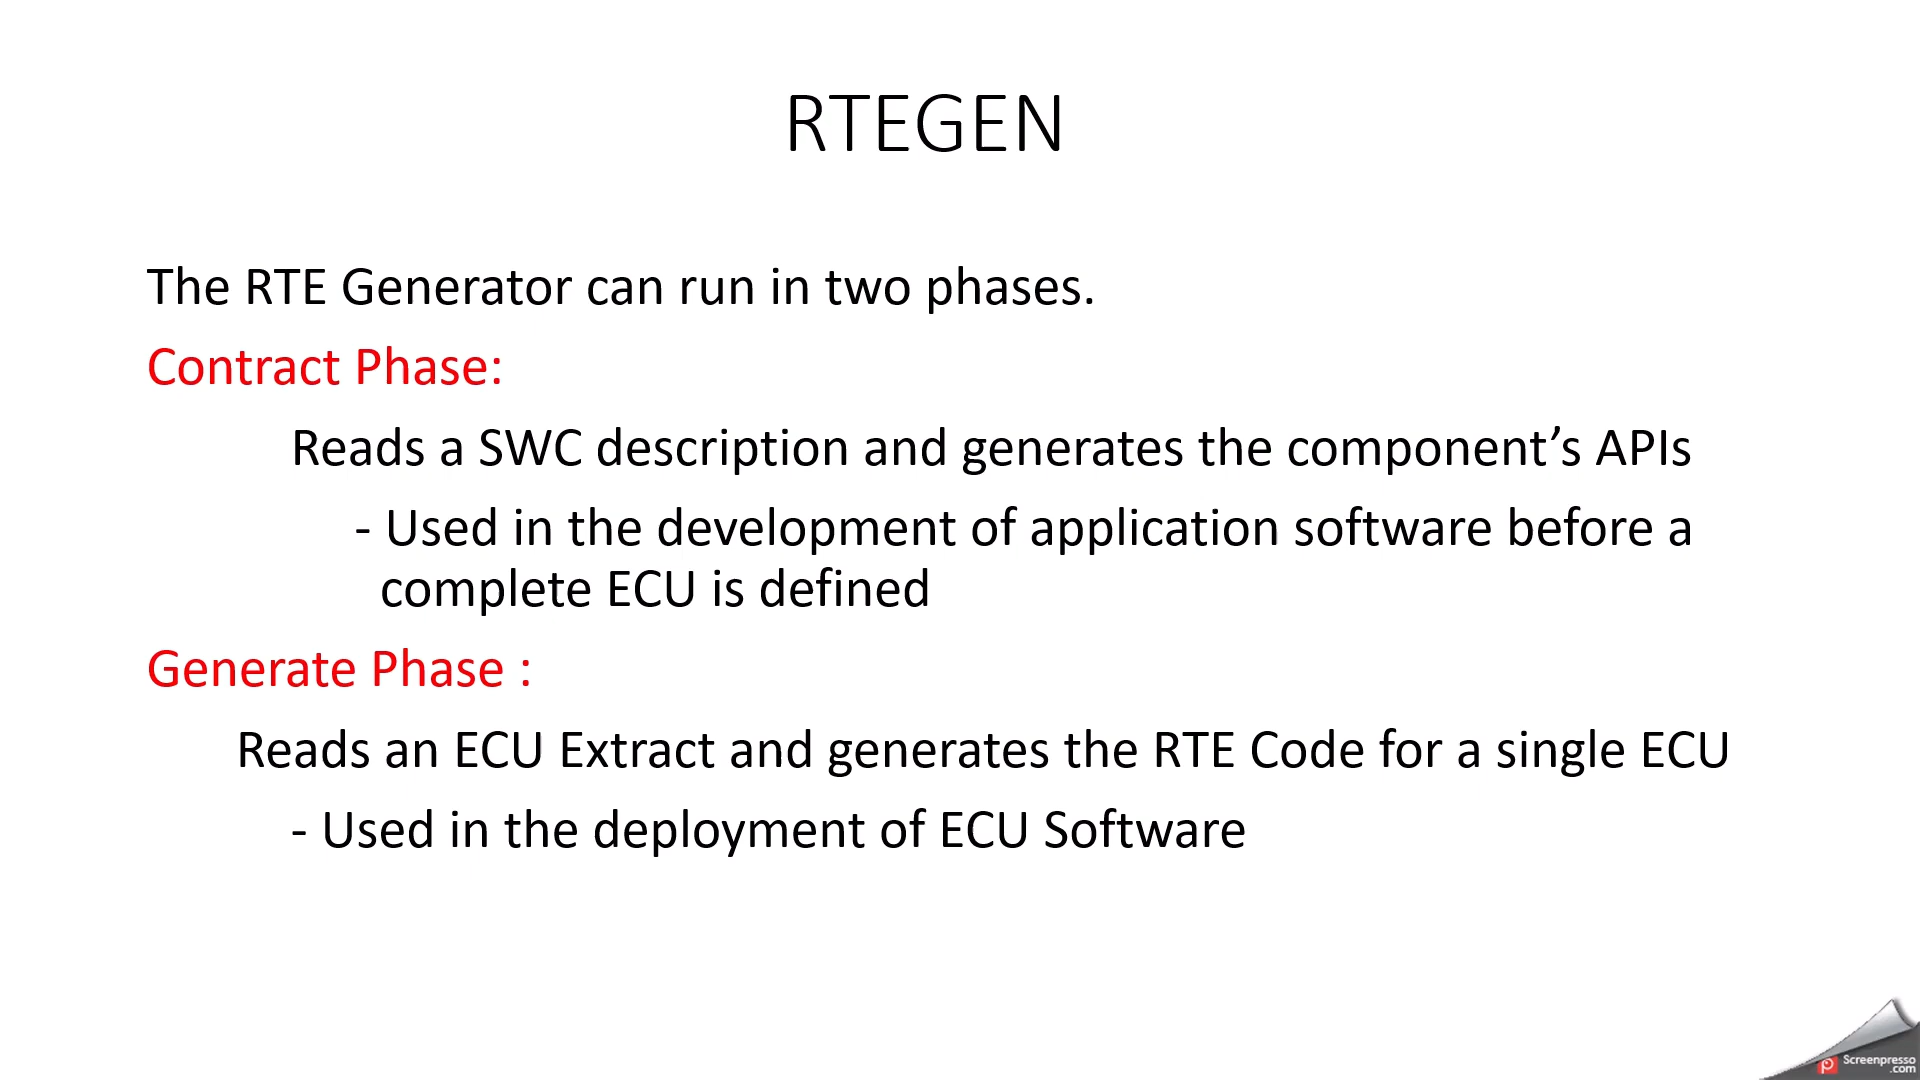 RTEGEN
The RTE Generator can run in two phases.
Contract Phase:
Reads a SWC description and generates the component’s APIs
- Used in the development of application software before a
complete ECU is defined
Generate Phase :
Reads an ECU Extract and generates the RTE Code for a single ECU
- Used in the deployment of ECU Software
Screenpresso
.com